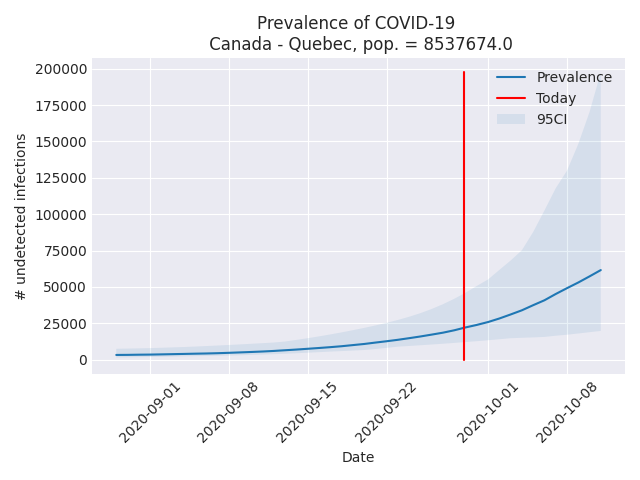 Prevalence of COVID-19
Canada - Quebec, pop. = 8537674.0
200000
175000
150000
125000
100000
75000
50000
25000
0
# undetected infections
Prevalence
Today
95CI
2020-09-01
2020-09-08
2020-09-15
2020-09-22
2020-10-01
2020-10-08
Date